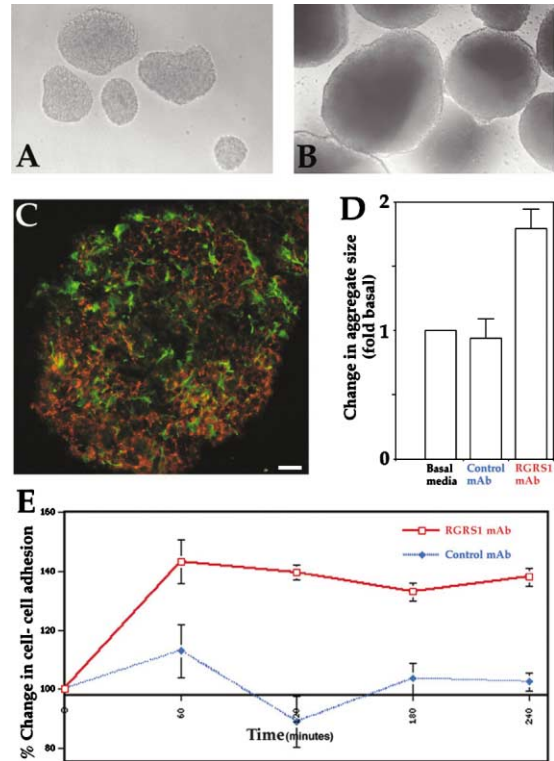 A
B
C
D
Change in aggregate size
(fold basal)
2
1
0
Basal
media
Control
mAb
RGRS1
mAb
E
% Change in cell- cell adhesion
160
140
120
100
80
RGRS1 mAb
Control mAb
0
60
180
240
Time(minutes)